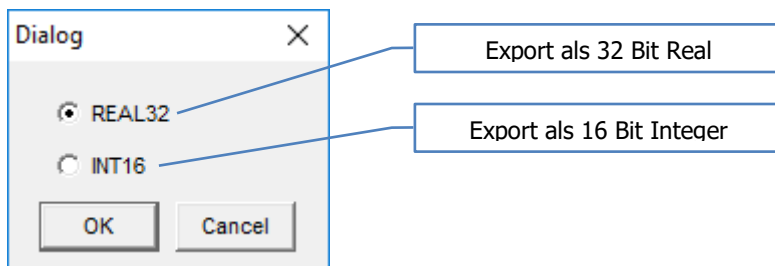 Dialog
Export als 32 Bit Real
REAL32
Export als 16 Bit Integer
INT16
OK
Cancel